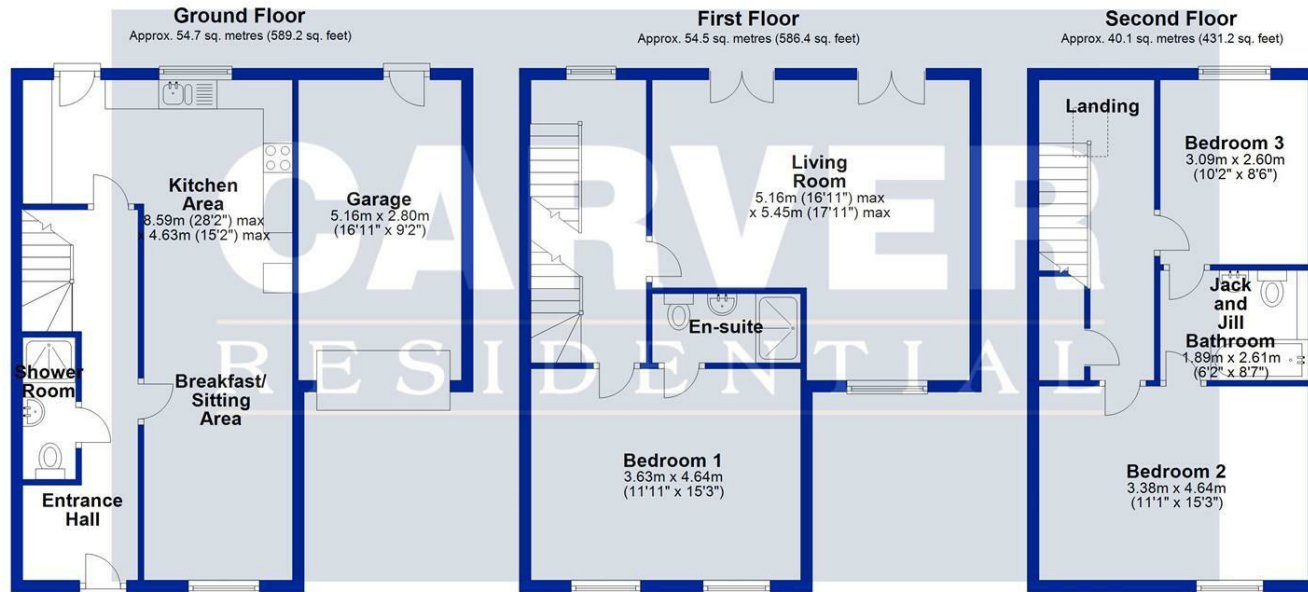 Ground Floor
Approx. 54.7 sq. metres (589.2 sq. feet)
Kitchen
Area
8.59m (28'2") max
x 4.63m (15'2") max
Garage
5.16m x 2.80m
(16'11" x 9'2")
Shower
Room
Breakfast/
Sitting
Area
Entrance
Hall
First Floor
Approx. 54.5 sq. metres (586.4 sq. feet)
Living
Room
5.16m (16'11") max
x 5.45m (17'11") max
En-suite
Bedroom 1
3.63m x 4.64m
(11'11" x 15'3")
Second Floor
Approx. 40.1 sq. metres (431.2 sq. feet)
Landing
Bedroom 3
3.09m x 2.60m
(10'2" x 8'6")
Jack
and
Jill
Bathroom
1.89m x 2.61m
(6'2" x 8'7")
Bedroom 2
3.38m x 4.64m
(11'1" x 15'3")
CARVER
RESIDENTIAL